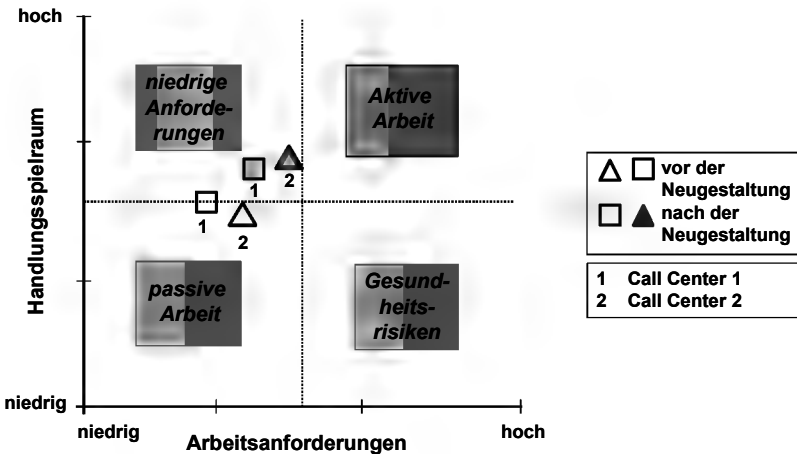 hoch
niedrige
Anforde-
rungen
Aktive
Arbeit
Handlungsspielraum
1
2
1
2
passive
Arbeit
Gesund-
heits-
risiken
niedrig
niedrig
Arbeitsanforderungen
hoch
vor der
Neugestaltung
nach der
Neugestaltung
1 Call Center 1
2 Call Center 2